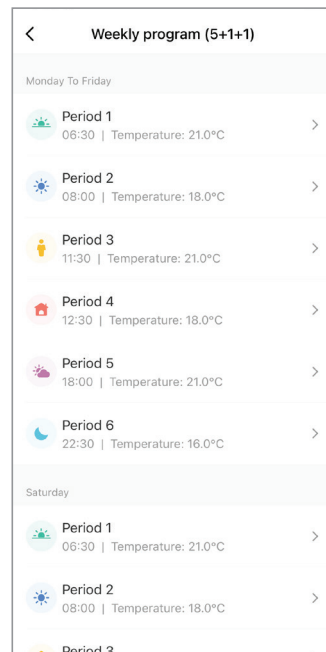 Weekly program (5+1+1)
Monday To Friday
Period 1
06:30 | Temperature: 21.0°C
Period 2
08:00 | Temperature: 18.0°C
Period 3
11:30 | Temperature: 21.0°C
Period 4
12:30 | Temperature: 18.0°C
Period 5
18:00 | Temperature: 21.0°C
Period 6
22:30 | Temperature: 16.0°C
Saturday
Period 1
06:30 | Temperature: 21.0°C
Period 2
08:00 | Temperature: 18.0°C
Period 3